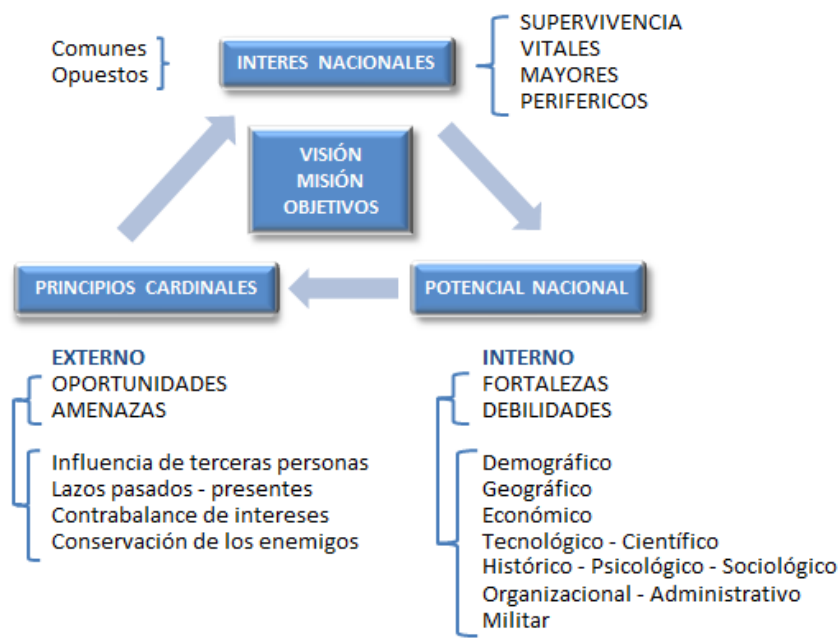 Comunes
Opuestos
INTERES NACIONALES
SUPERVIVENCIA
VITALES
MAYORES
PERIFERICOS
VISIÓN
MISIÓN
OBJETIVOS
PRINCIPIOS CARDINALES
POTENCIAL NACIONAL
EXTERNO
OPORTUNIDADES
AMENAZAS
Influencia de terceras personas
Lazos pasados - presentes
Contrabalance de intereses
Conservación de los enemigos
INTERNO
FORTALEZAS
DEBILIDADES
Demográfico
Geográfico
Económico
Tecnológico - Científico
Histórico - Psicológico - Sociológico
Organizacional - Administrativo
Militar